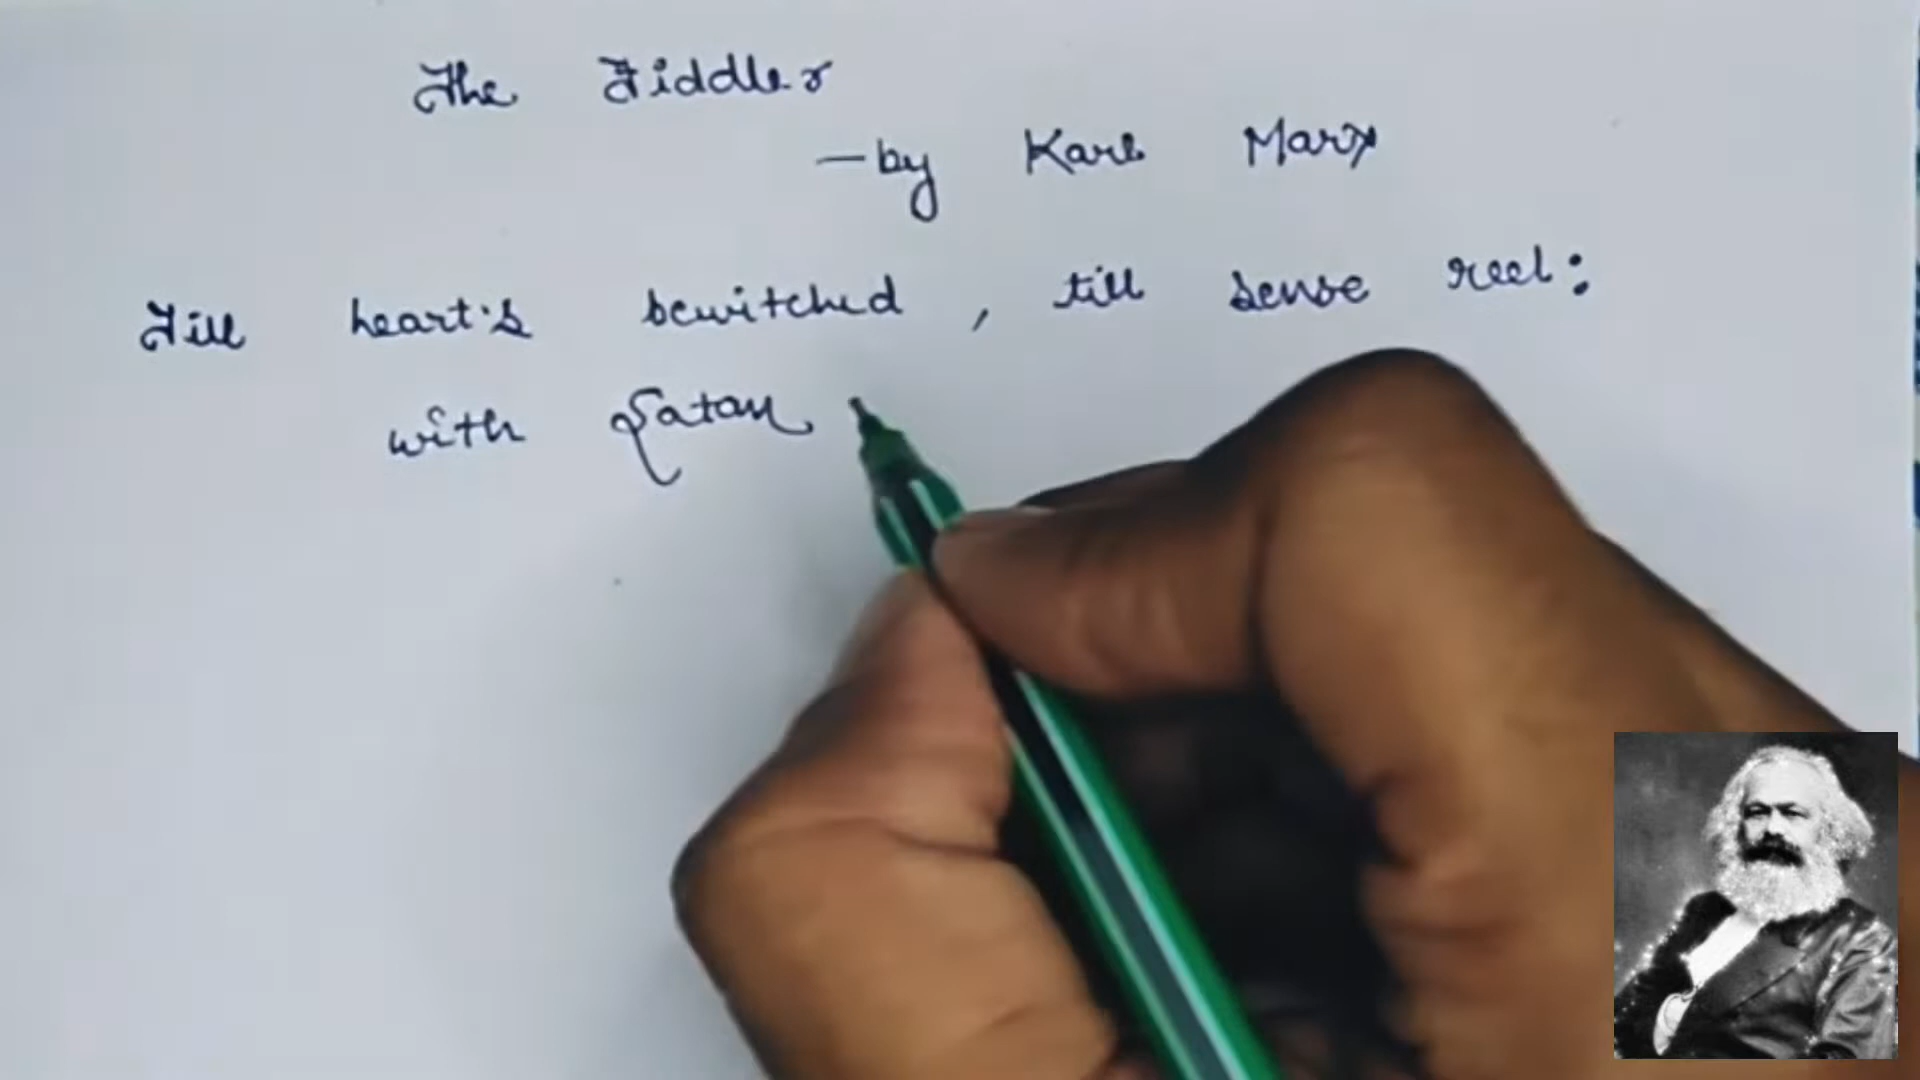 The Fiddler
- by Karl Marx
Till heart's bewitched, till sense reel:
with Satan